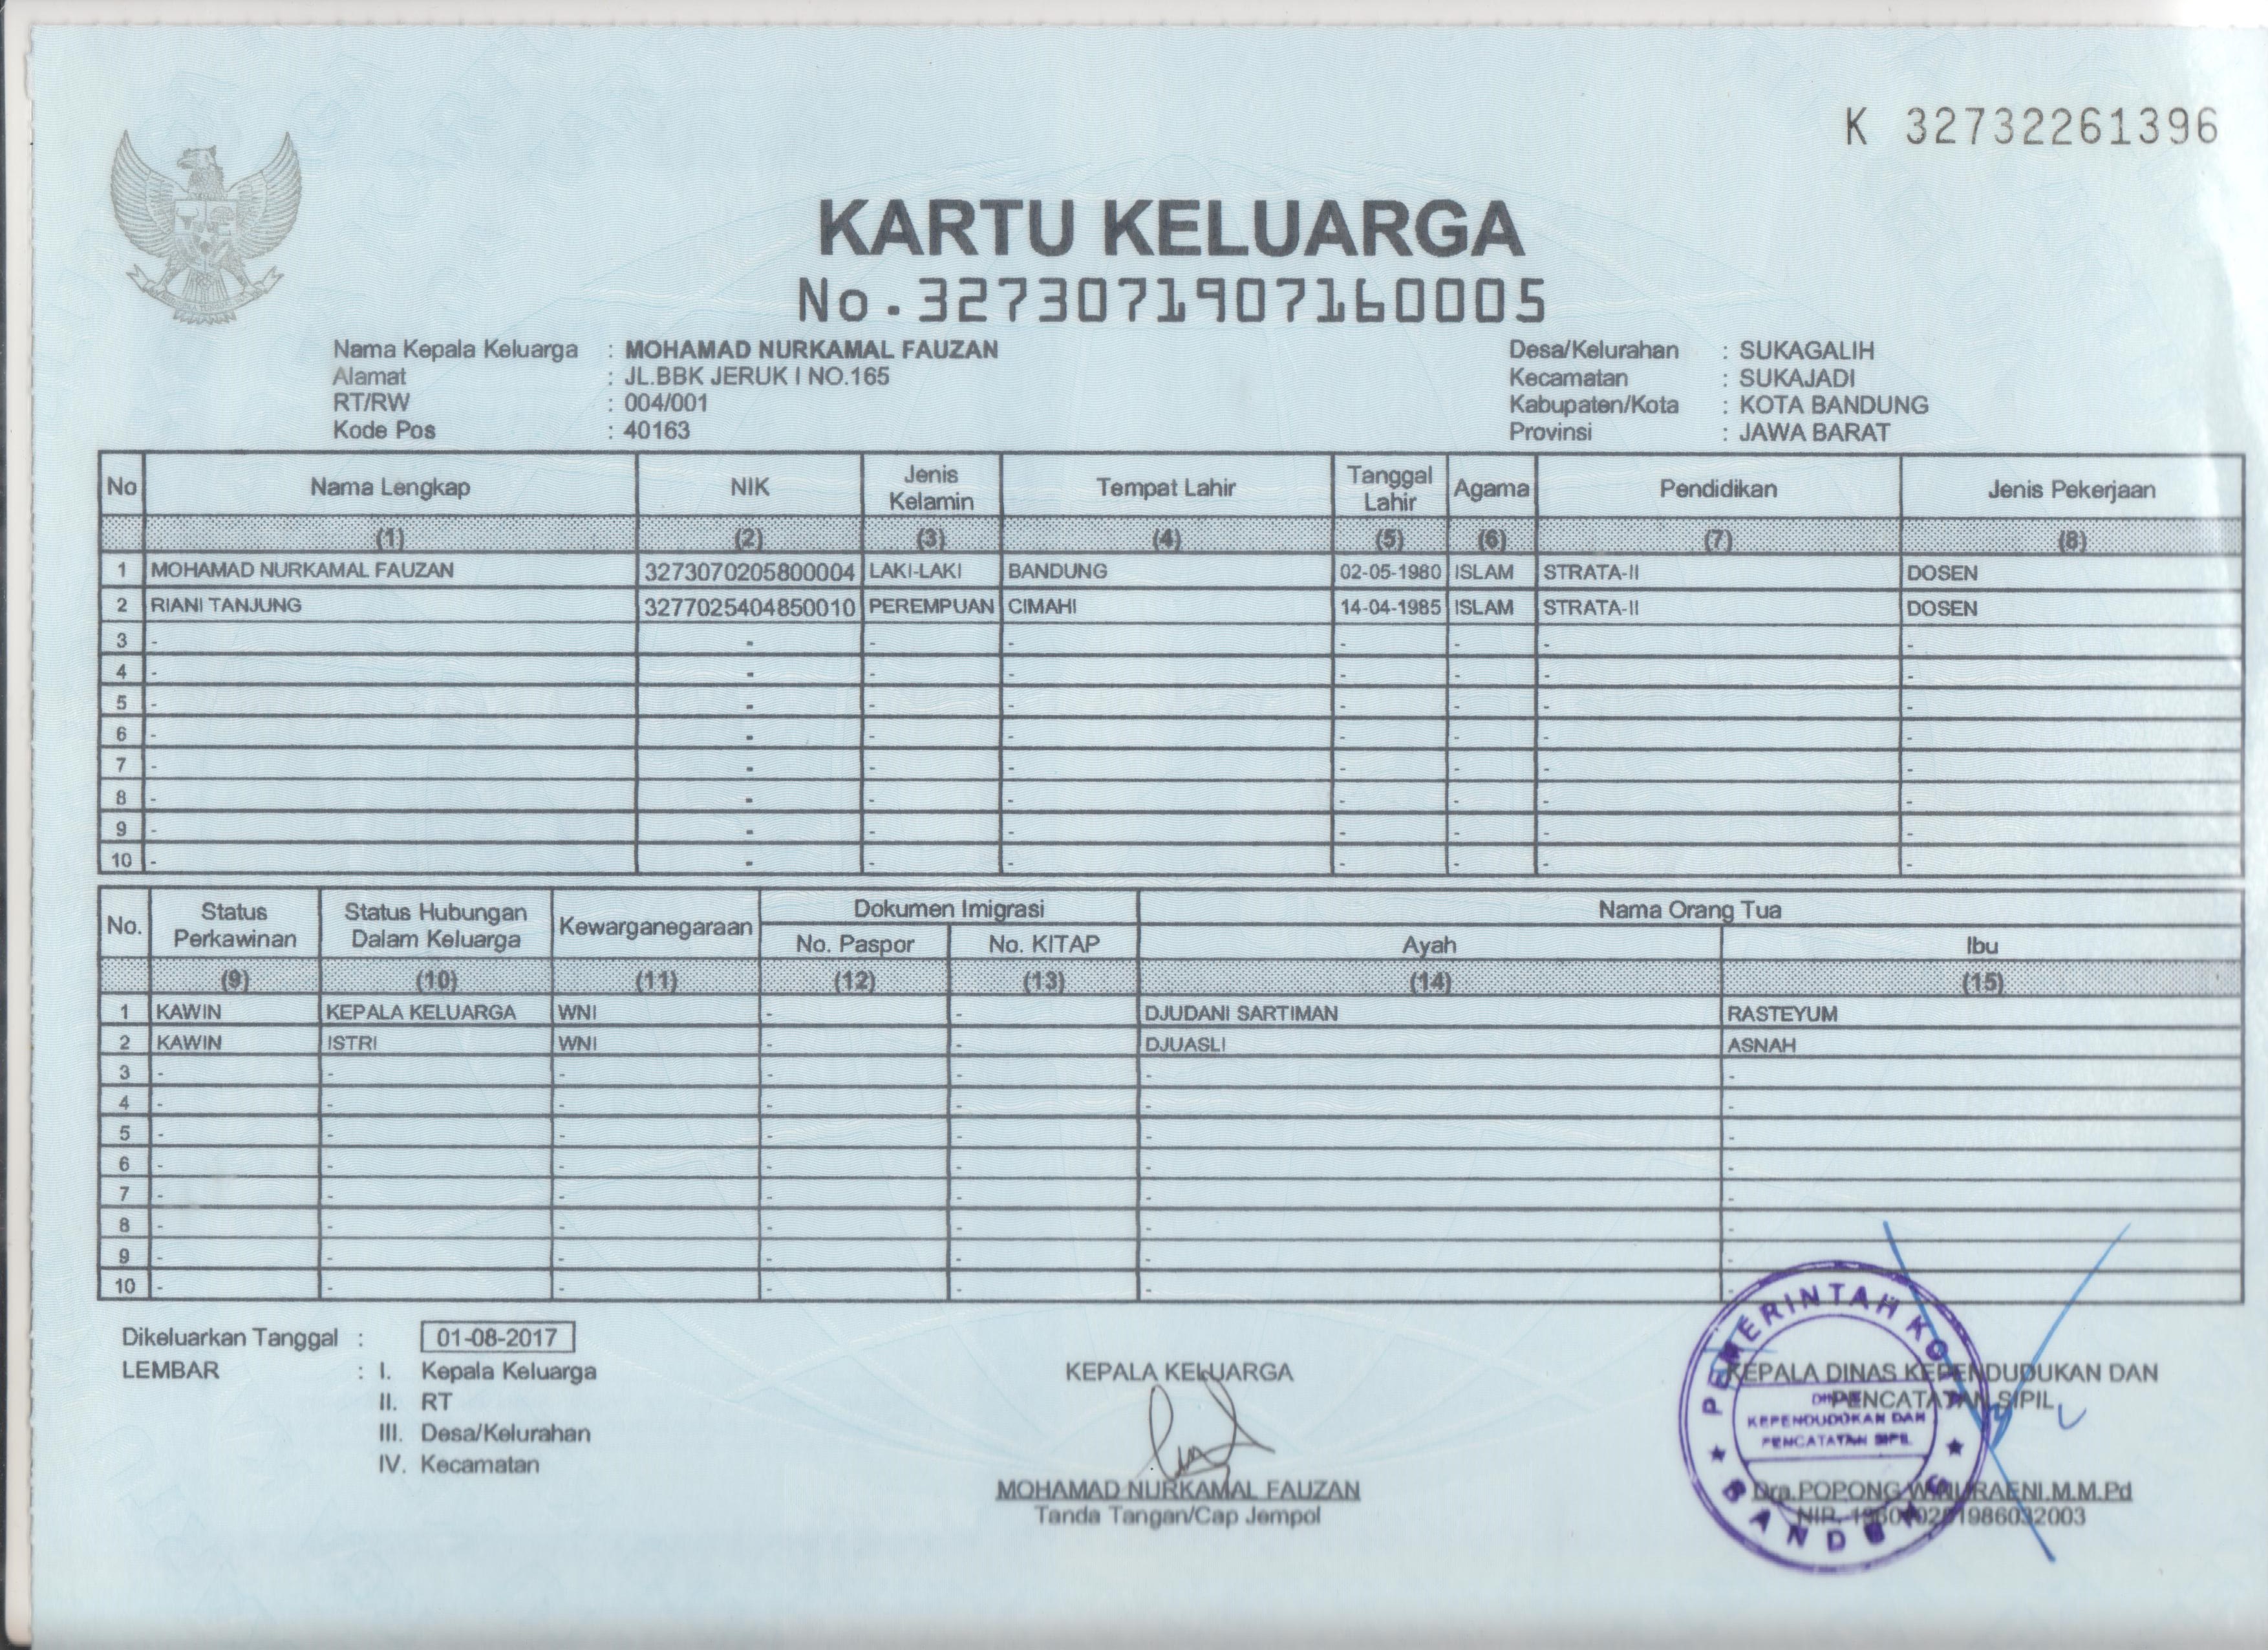 K 32732261396
KARTU KELUARGA
No.3273071907160005
Nama Kepala Keluarga : MOHAMAD NURKAMAL FAUZAN
Alamat : JL.BBK JERUK I NO.165
RT/RW : 004/001
Kode Pos : 40163
Desa/Kelurahan : SUKAGALIH
Kecamatan : SUKAJADI
Kabupaten/Kota : KOTA BANDUNG
Provinsi : JAWA BARAT
No Nama Lengkap NIK Jenis Kelamin Tempat Lahir Tanggal Lahir Agama Pendidikan Jenis Pekerjaan
(1) (2) (3) (4) (5) (6) (7) (8)
1 MOHAMAD NURKAMAL FAUZAN 3273070205800004 LAKI-LAKI BANDUNG 02-05-1980 ISLAM STRATA-II DOSEN
2 RIANI TANJUNG 3277025404850010 PEREMPUAN CIMAHI 14-04-1985 ISLAM STRATA-II DOSEN
3 - - - - - - - -
4 - - - - - - - -
5 - - - - - - - -
6 - - - - - - - -
7 - - - - - - - -
8 - - - - - - - -
9 - - - - - - - -
10 - - - - - - - -
No. Status Perkawinan Status Hubungan Dalam Keluarga Kewarganegaraan Dokumen Imigrasi Nama Orang Tua
No. Paspor No. KITAP Ayah Ibu
(9) (10) (11) (12) (13) (14) (15)
1 KAWIN KEPALA KELUARGA WNI - - DJUDANI SARTIMAN RASTEYUM
2 KAWIN ISTRI WNI - - DJUASLI ASNAH
3 - - - - - - -
4 - - - - - - -
5 - - - - - - -
6 - - - - - - -
7 - - - - - - -
8 - - - - - - -
9 - - - - - - -
10 - - - - - - -
Dikeluarkan Tanggal : 01-08-2017
LEMBAR : I. Kepala Keluarga
II. RT
III. Desa/Kelurahan
IV. Kecamatan
KEPALA KELUARGA
MOHAMAD NURKAMAL FAUZAN
Tanda Tangan/Cap Jempol
KEPALA DINAS KEPENDUDUKAN DAN
PENCATATAN SIPIL
Dra.POPONG M.M.Pd
NIP.
PEMERINTAH KOTA
DINAS
KEPENDUDUKAN DAN
PENCATATAN SIPIL
BANDUNG